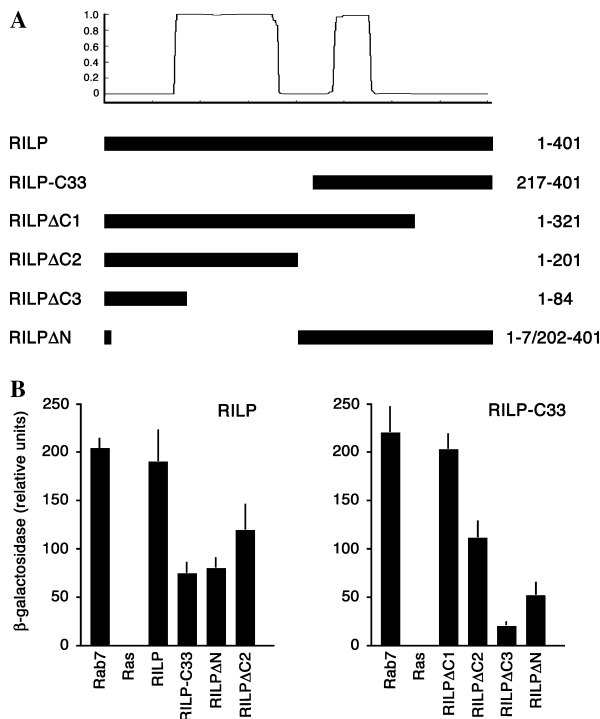 A
1.0
0.8
0.6
0.4
0.2
0
RILP 1-401
RILP-C33 217-401
RILPΔC1 1-321
RILPΔC2 1-201
RILPΔC3 1-84
RILPΔN 1-7/202-401
B
β-galactosidase (relative units)
RILP
250
200
150
100
50
0
Rab7
Ras
RILP
RILP-C33
RILPΔN
RILPΔC2
RILP-C33
250
200
150
100
50
0
Rab7
Ras
RILPΔC1
RILPΔC2
RILPΔC3
RILPΔN